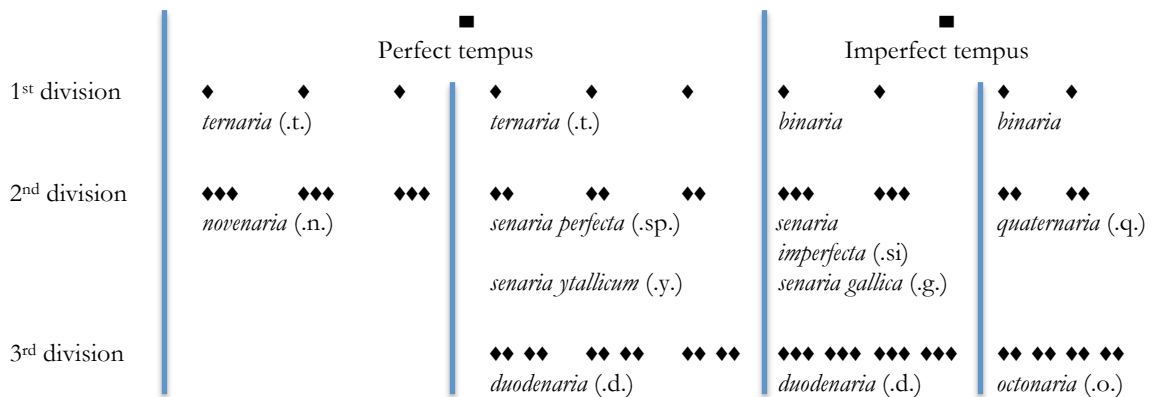 Perfect tempus Imperfect tempus
1st division
ternaria (.t.) ternaria (.t.) binaria binaria
2nd division
novenaria (.n.) senaria perfecta (.sp.) senaria quaternaria (.q.)
imperfecta (.si)
senaria ytallicum (.y.) senaria gallica (.g.)
3rd division
duodenaria (.d.) duodenaria (.d.) octonaria (.o.)